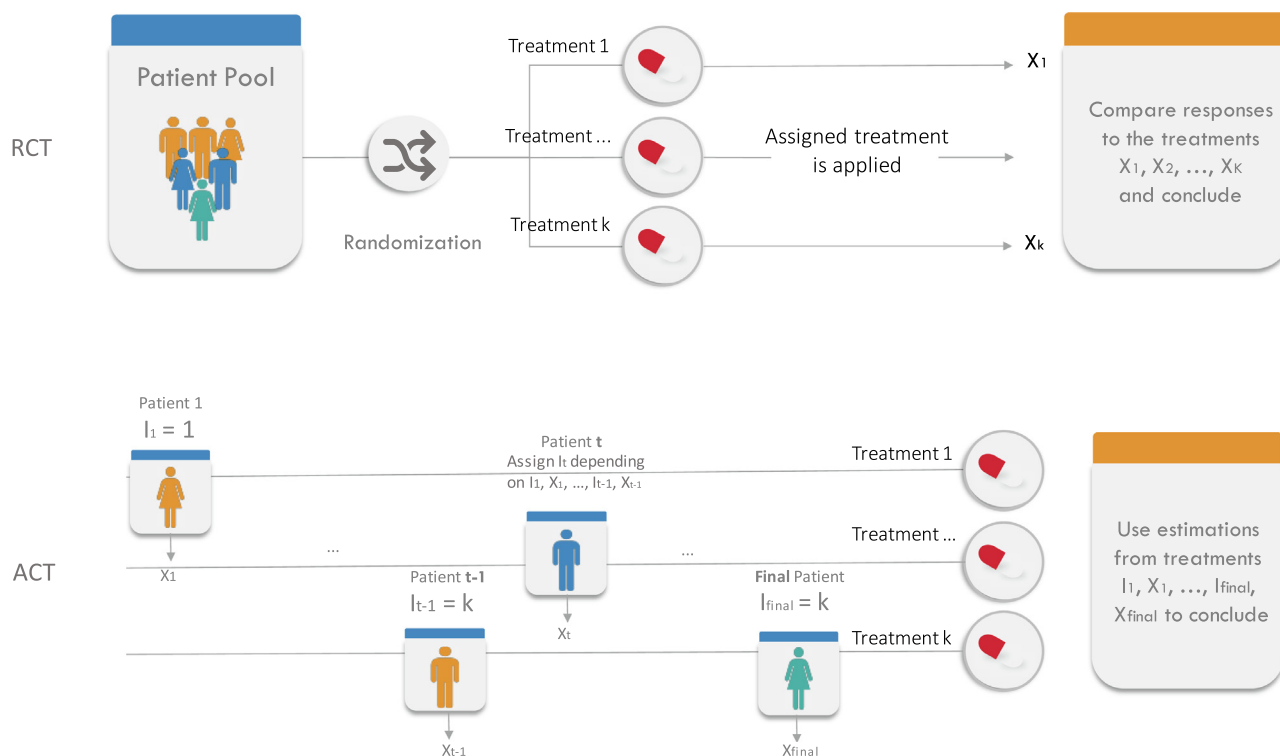 RCT
Patient Pool
Randomization
Treatment 1
Treatment ...
Treatment k
Assigned treatment
is applied
X1
Xk
Compare responses
to the treatments
X1, X2, ..., XK
and conclude
ACT
Patient 1
I1 = 1
X1
...
Patient t-1
It-1 = k
Xt-1
Patient t
Assign It depending
on I1, X1, ..., It-1, Xt-1
Xt
...
Final Patient
Ifinal = k
Xfinal
Treatment 1
Treatment ...
Treatment k
Use estimations
from treatments
I1, X1, ..., Ifinal,
Xfinal to conclude